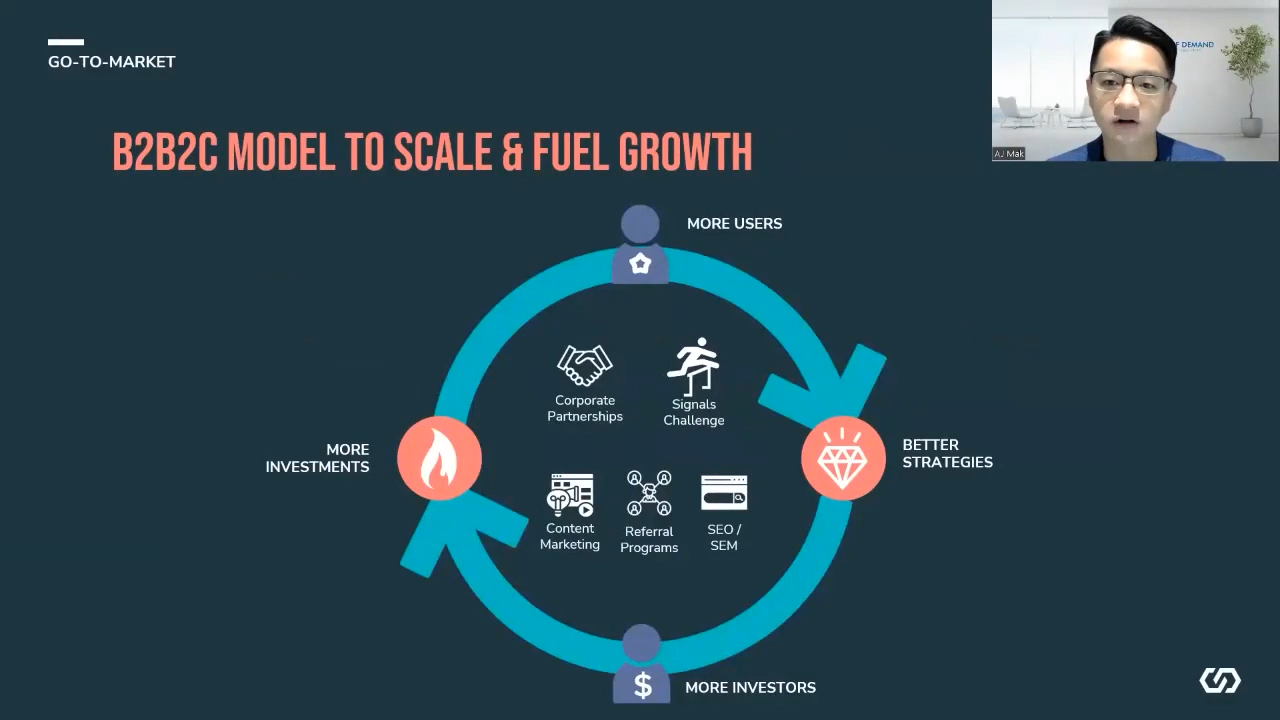 GO-TO-MARKET
DEMAND
AJ Mak
B2B2C MODEL TO SCALE & FUEL GROWTH
MORE USERS
Corporate
Partnerships
Signals
Challenge
MORE
INVESTMENTS
BETTER
STRATEGIES
Content
Marketing
Referral
Programs
SEO /
SEM
$
MORE INVESTORS